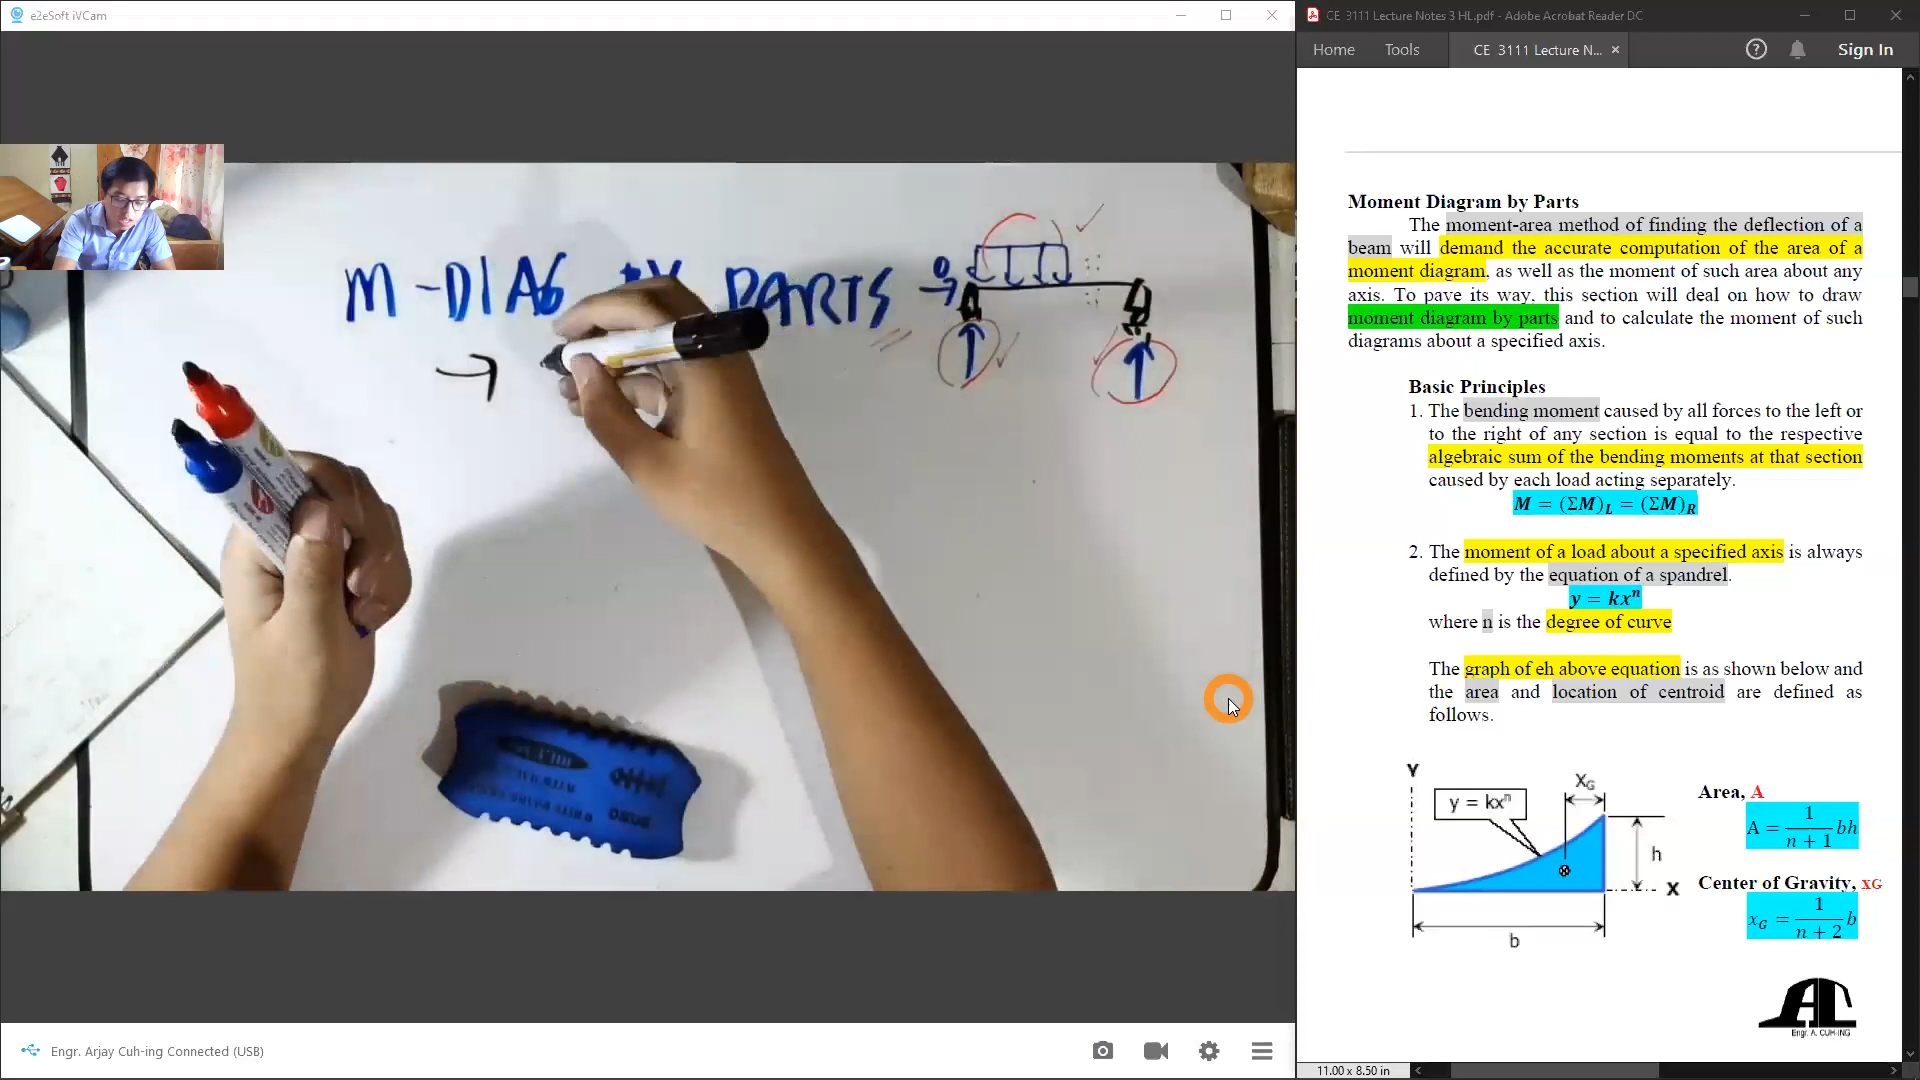 e2eSoft iVCam
CE 3111 Lecture Notes 3 HL.pdf - Adobe Acrobat Reader DC
Home Tools CE 3111 Lecture N... × ? Sign In
M-DIAG BY PARTS
Moment Diagram by Parts
The moment-area method of finding the deflection of a
beam will demand the accurate computation of the area of a
moment diagram, as well as the moment of such area about any
axis. To pave its way, this section will deal on how to draw
moment diagram by parts and to calculate the moment of such
diagrams about a specified axis.
Basic Principles
1. The bending moment caused by all forces to the left or
to the right of any section is equal to the respective
algebraic sum of the bending moments at that section
caused by each load acting separately.
M = (ΣM)L = (ΣM)R
2. The moment of a load about a specified axis is always
defined by the equation of a spandrel.
y = kxⁿ
where n is the degree of curve
The graph of eh above equation is as shown below and
the area and location of centroid are defined as
follows.
Y
XG
y = kxⁿ
h
X
b
Area, A
A = 1/(n + 1) bh
Center of Gravity, xG
xG = 1/(n + 2) b
Engr. A. CUH-ING
Engr. Arjay Cuh-ing Connected (USB)
11.00 x 8.50 in